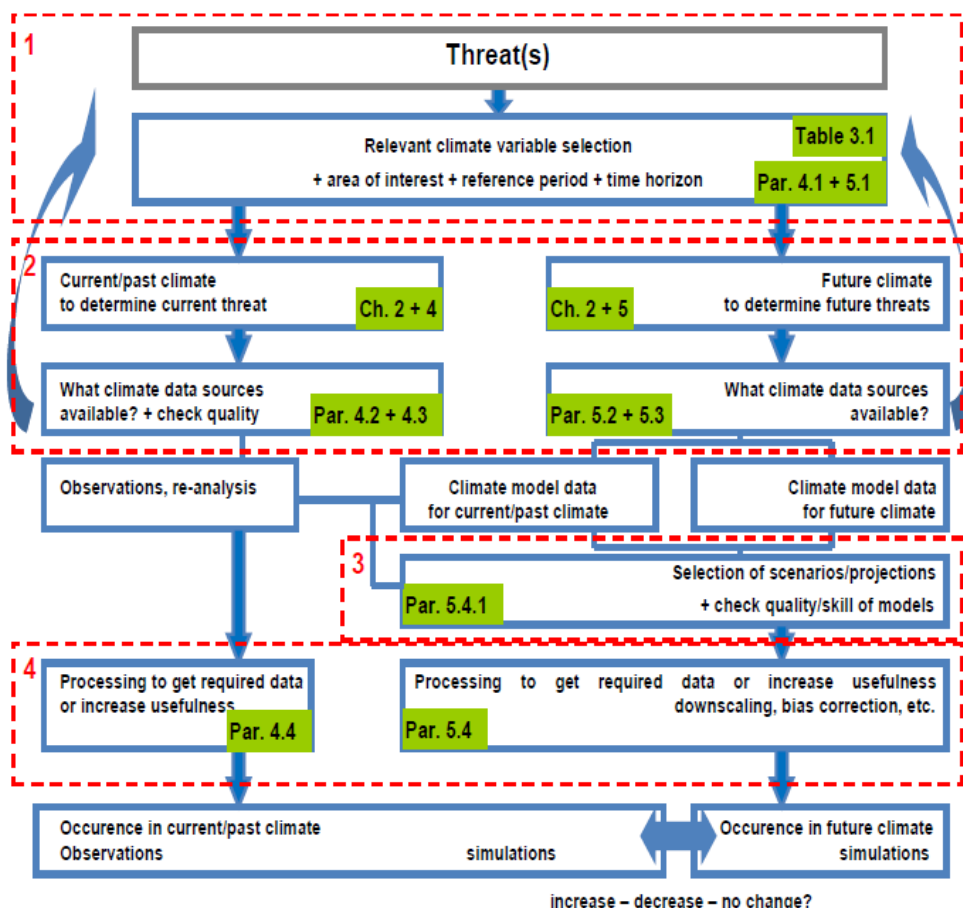 1
Threat(s)
Relevant climate variable selection
Table 3.1
+ area of interest + reference period + time horizon
Par. 4.1 + 5.1
2
Current/past climate
to determine current threat
Ch. 2 + 4
Future climate
to determine future threats
Ch. 2 + 5
What climate data sources
available? + check quality
Par. 4.2 + 4.3
What climate data sources
available?
Par. 5.2 + 5.3
Observations, re-analysis
Climate model data
for current/past climate
Climate model data
for future climate
3
Selection of scenarios/projections
+ check quality/skill of models
Par. 5.4.1
4
Processing to get required data
or increase usefulness
Par. 4.4
Processing to get required data or increase usefulness
downscaling, bias correction, etc.
Par. 5.4
Occurence in current/past climate
Observations simulations
Occurence in future climate
simulations
increase – decrease – no change?